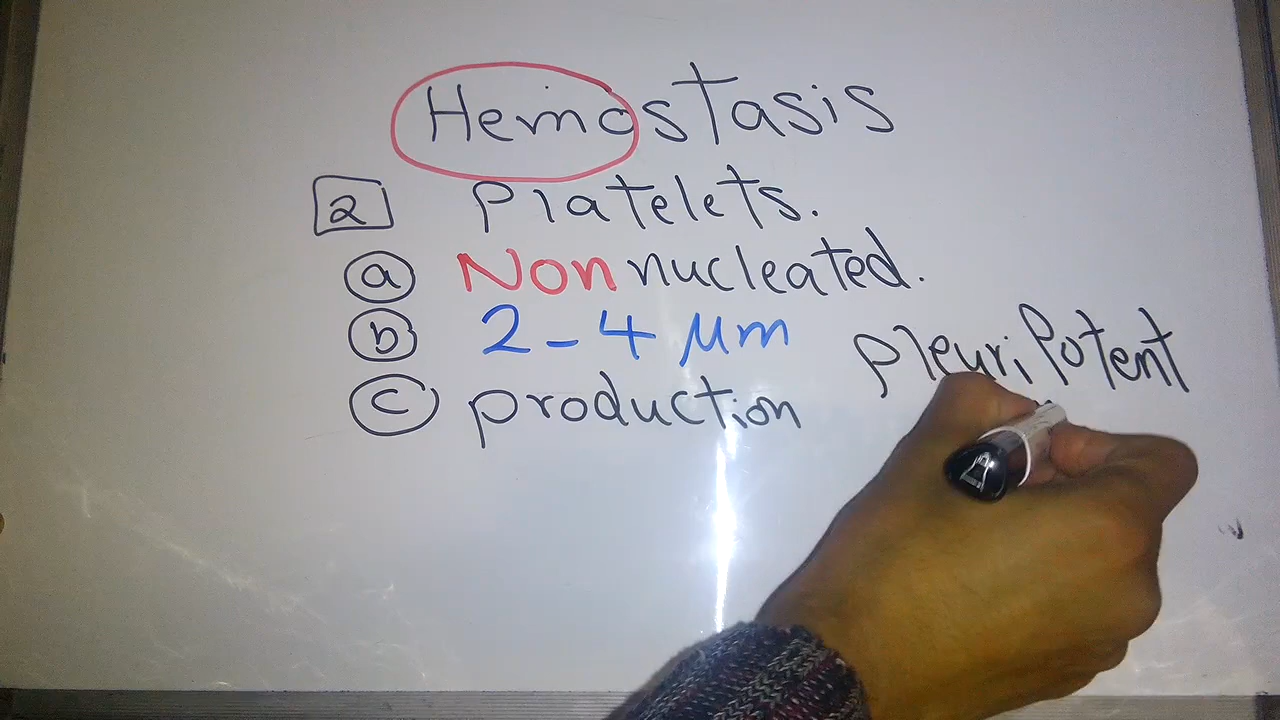 Hemostasis
2 Platelets.
a Non nucleated.
b 2-4 μm
c production
pleuripotent